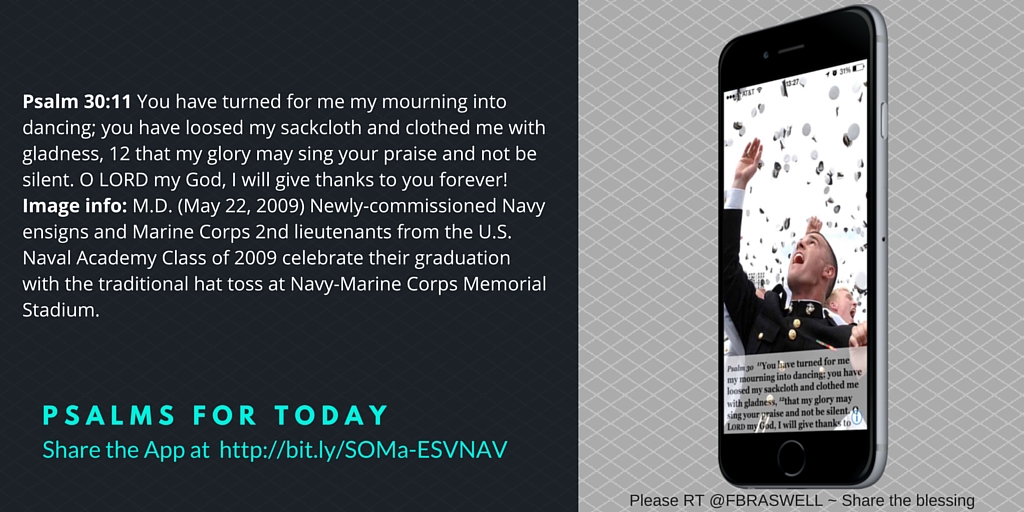 Psalm 30:11 You have turned for me my mourning into
dancing; you have loosed my sackcloth and clothed me with
gladness, 12 that my glory may sing your praise and not be
silent. O LORD my God, I will give thanks to you forever!
Image info: M.D. (May 22, 2009) Newly-commissioned Navy
ensigns and Marine Corps 2nd lieutenants from the U.S.
Naval Academy Class of 2009 celebrate their graduation
with the traditional hat toss at Navy-Marine Corps Memorial
Stadium.
PSALMS FOR TODAY
Share the App at http://bit.ly/SOMa-ESVNAV
AT&T 13:27 31%
Psalm 30 ¹¹You have turned for me
my mourning into dancing; you have
loosed my sackcloth and clothed me
with gladness, ¹²that my glory may
sing your praise and not be silent. O
LORD my God, I will give thanks to
Please RT @FBRASWELL ~ Share the blessing